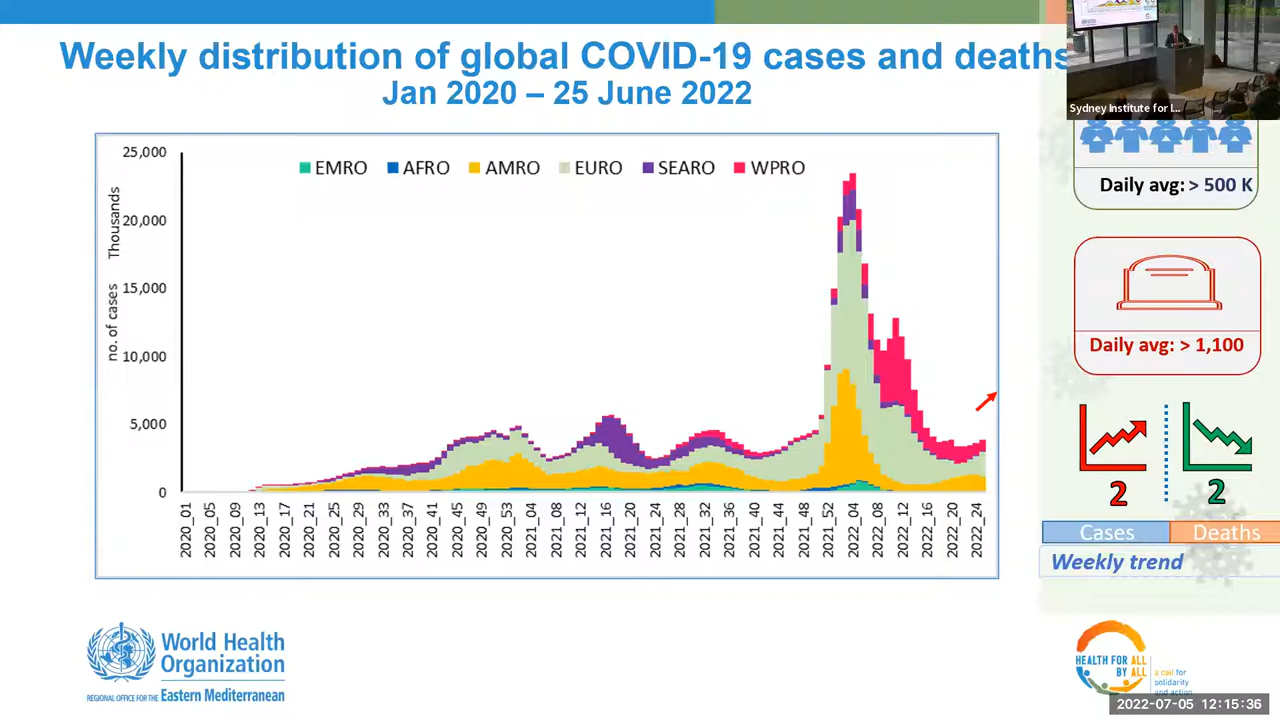 Weekly distribution of global COVID-19 cases and deaths
Jan 2020 – 25 June 2022
Sydney Institute for I...
EMRO AFRO AMRO EURO SEARO WPRO
no. of cases Thousands
25,000
20,000
15,000
10,000
5,000
0
2020_01 2020_05 2020_09 2020_13 2020_17 2020_21 2020_25 2020_29 2020_33 2020_37 2020_41 2020_45 2020_49 2020_53 2021_04 2021_08 2021_12 2021_16 2021_20 2021_24 2021_28 2021_32 2021_36 2021_40 2021_44 2021_48 2021_52 2022_04 2022_08 2022_12 2022_16 2022_20 2022_24
Daily avg: > 500 K
Daily avg: > 1,100
2 2
Cases Deaths
Weekly trend
World Health
Organization
REGIONAL OFFICE FOR THE Eastern Mediterranean
HEALTH FOR ALL
BY ALL
a call for
solidarity
and action
2022-07-05 12:15:36